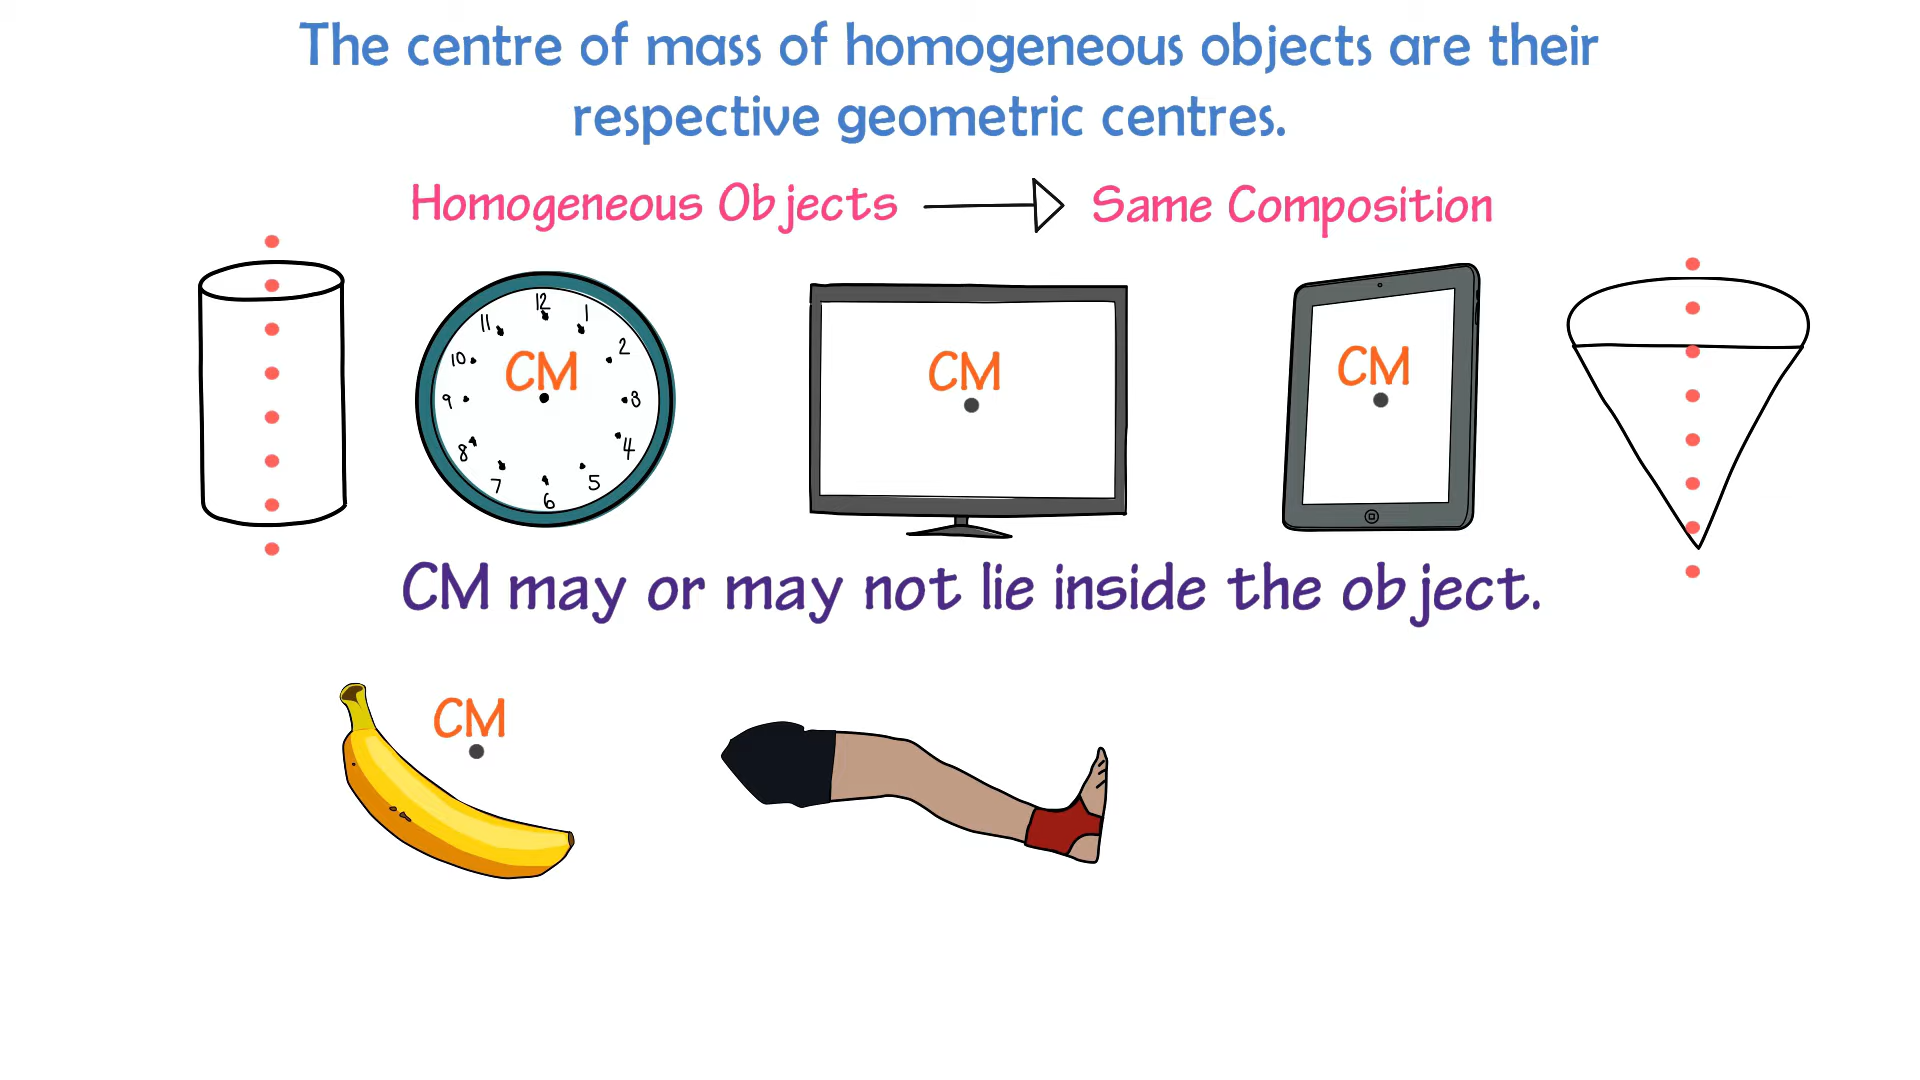 The centre of mass of homogeneous objects are their
respective geometric centres.
Homogeneous Objects → Same Composition
12
11
1
10
2
9
3
8
4
7
5
6
CM
CM
CM
CM may or may not lie inside the object.
CM